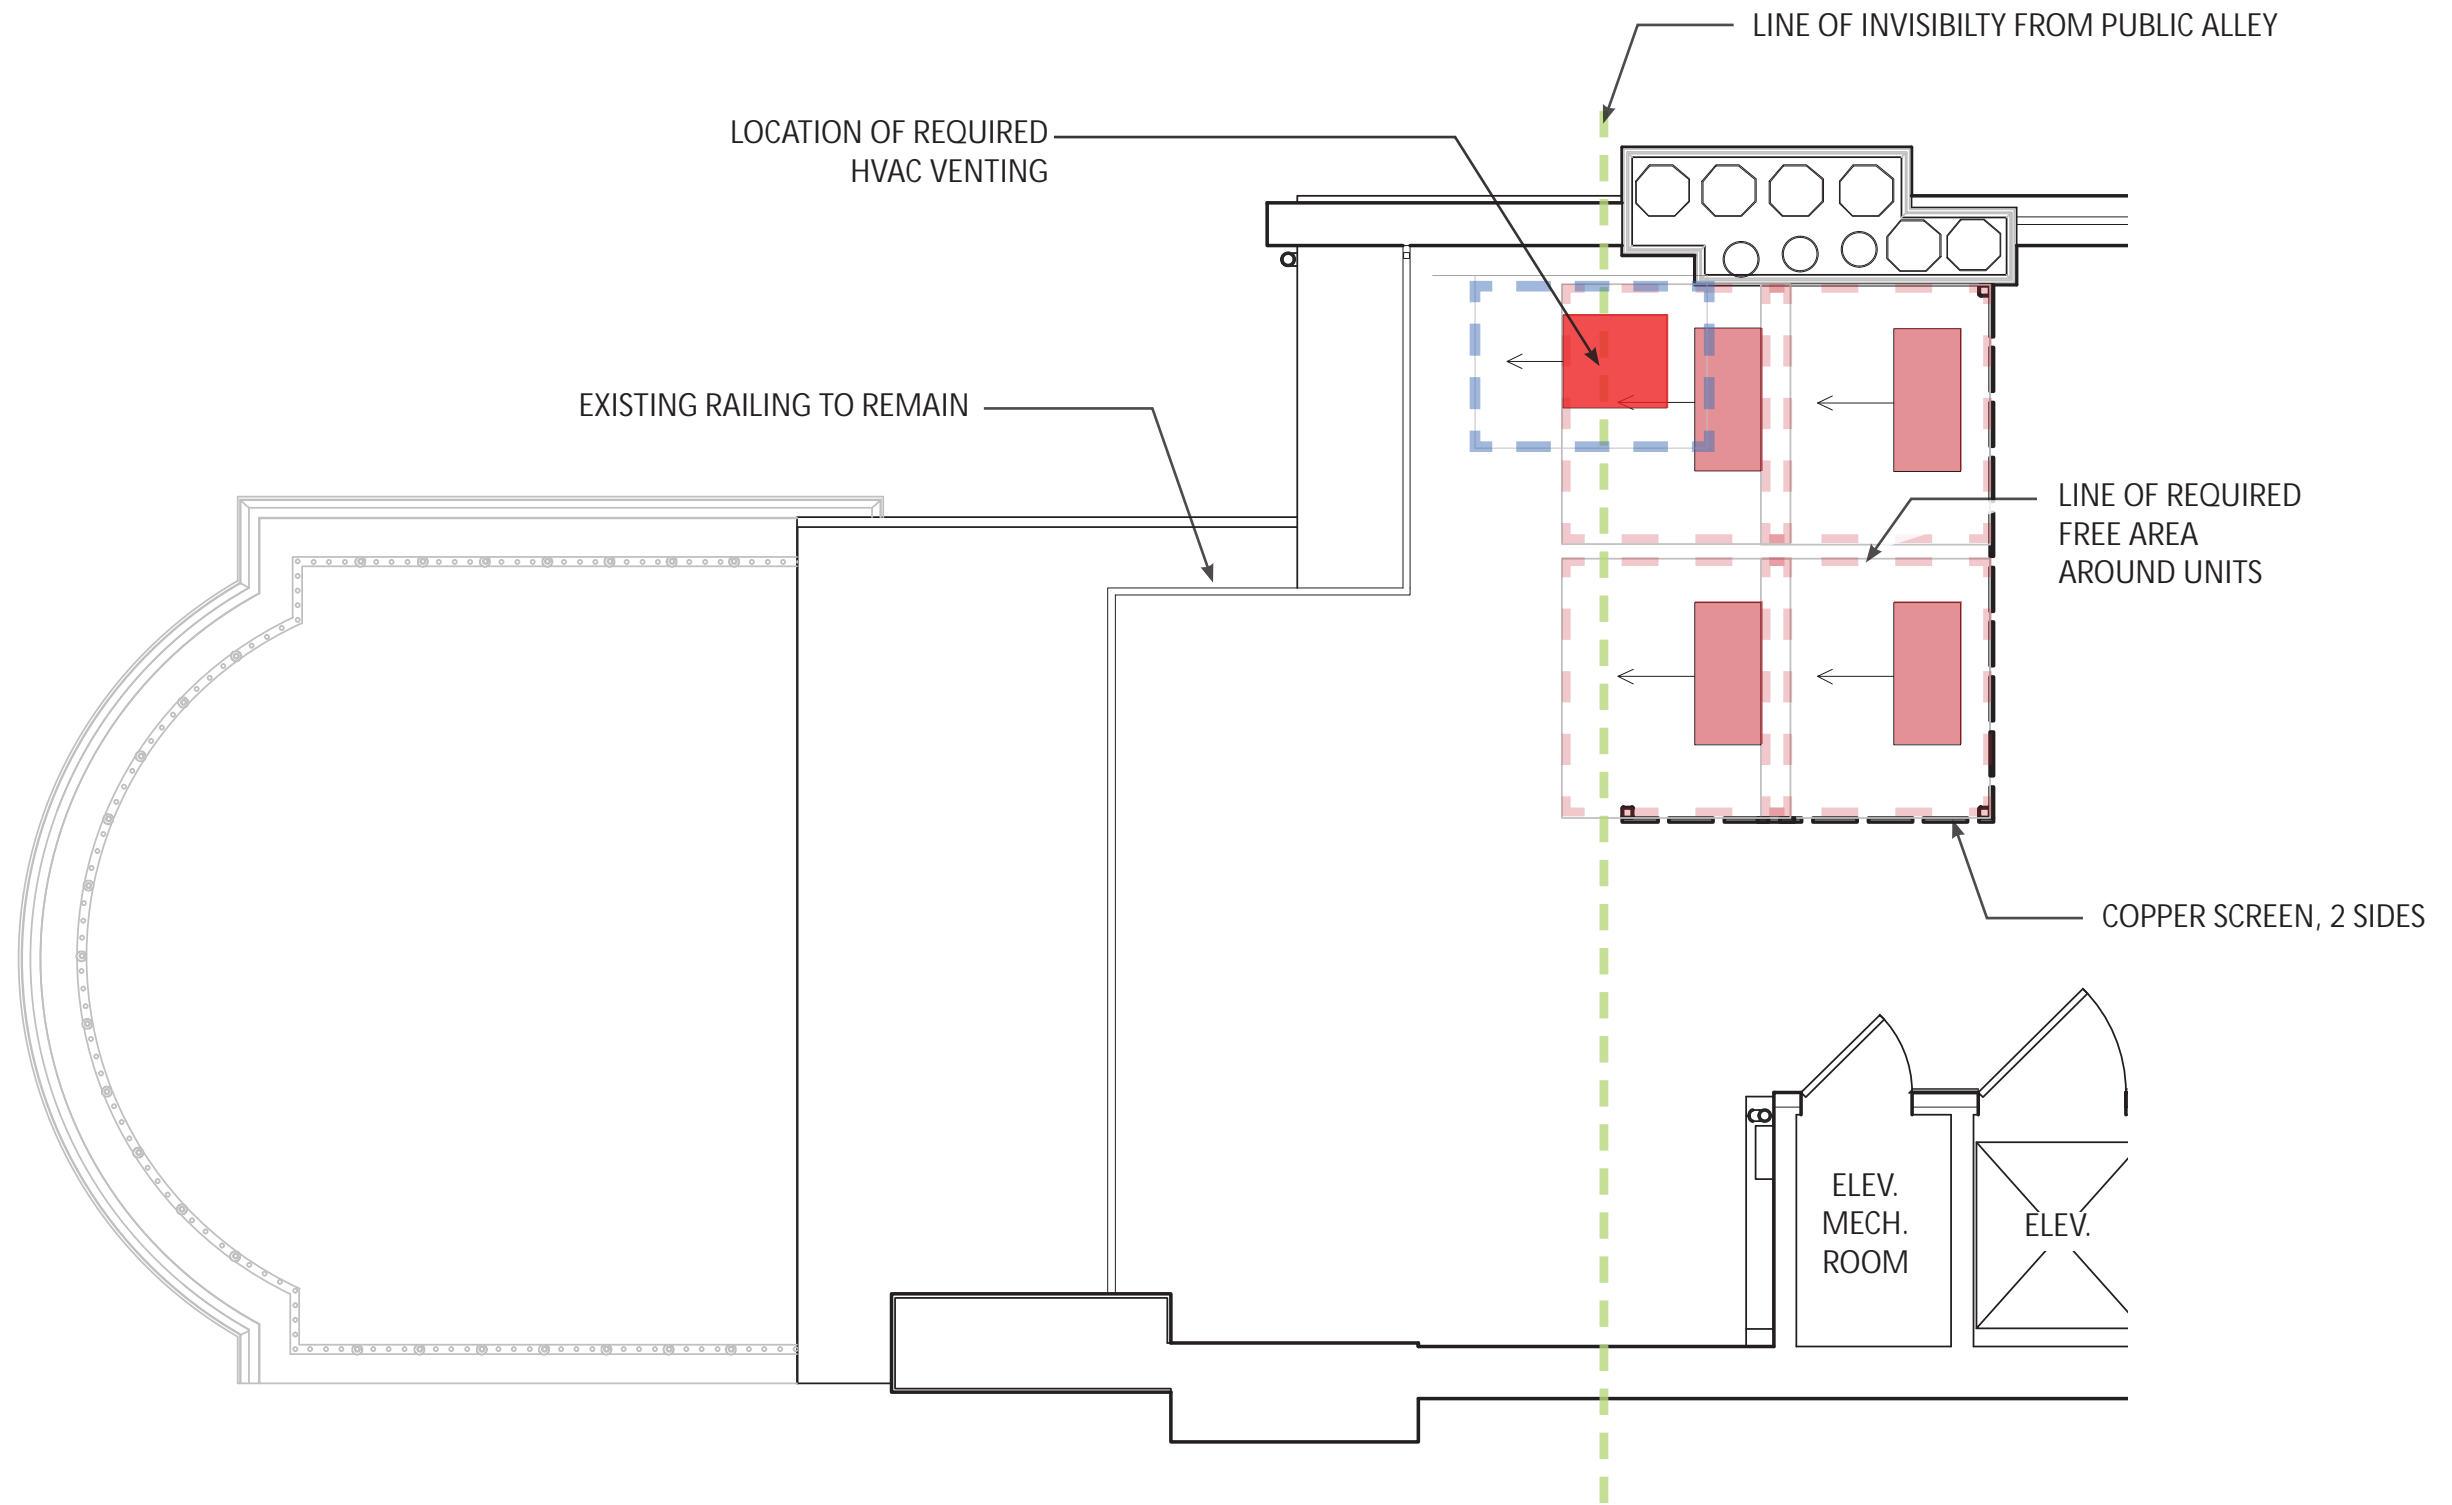 LINE OF INVISIBILTY FROM PUBLIC ALLEY
LOCATION OF REQUIRED
HVAC VENTING
EXISTING RAILING TO REMAIN
LINE OF REQUIRED
FREE AREA
AROUND UNITS
COPPER SCREEN, 2 SIDES
ELEV.
MECH.
ROOM
ELEV.